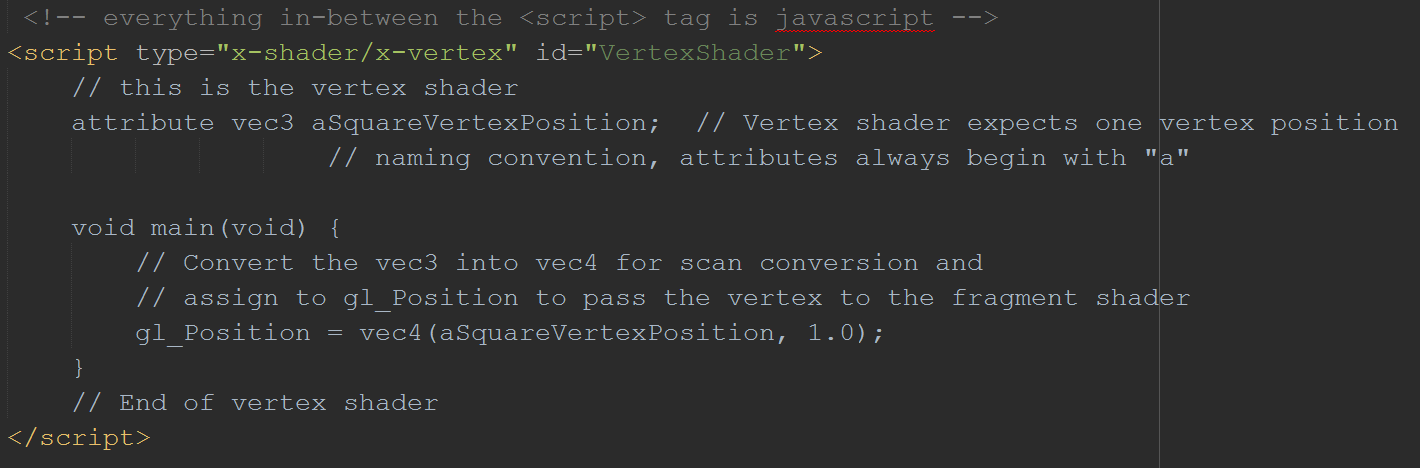 <!-- everything in-between the <script> tag is javascript -->
<script type="x-shader/x-vertex" id="VertexShader">
// this is the vertex shader
attribute vec3 aSquareVertexPosition;  // Vertex shader expects one vertex position
// naming convention, attributes always begin with "a"
void main(void) {
// Convert the vec3 into vec4 for scan conversion and
// assign to gl_Position to pass the vertex to the fragment shader
gl_Position = vec4(aSquareVertexPosition, 1.0);
}
// End of vertex shader
</script>